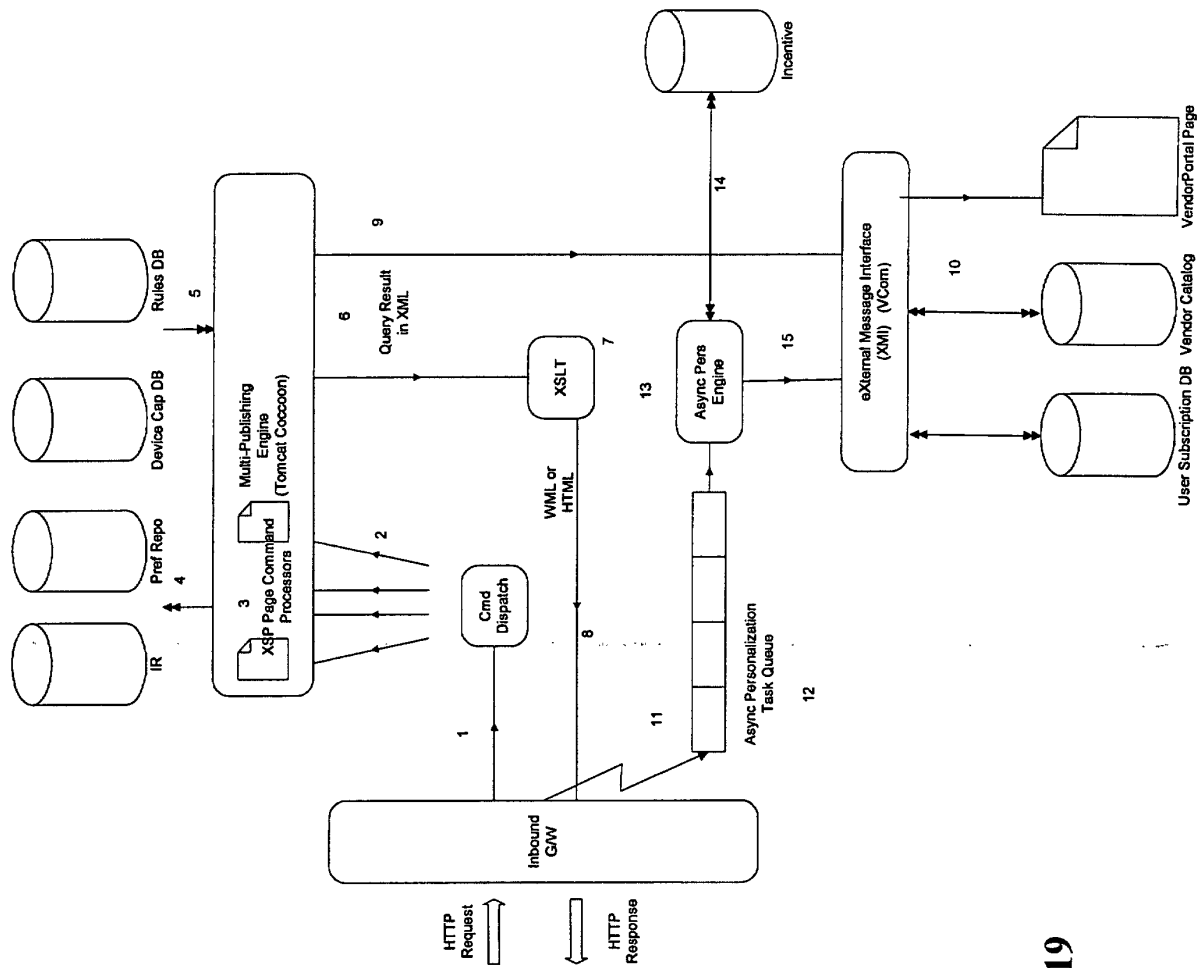 IR
Pref Repo
Device Cap DB
Rules DB
4
5
3
XSP Page Command
Processors
Multi-Publishing
Engine
(Tomcat Coccoon)
2
6
Query Result
in XML
9
Cmd
Dispatch
1
XSLT
7
WML or
HTML
8
HTTP
Request
HTTP
Response
Inbound
G/W
11
Async Personalization
Task Queue
12
13
Async Pers
Engine
14
Incentive
15
eXternal Message Interface
(XMI) (VCom)
10
User Subscription DB
Vendor Catalog
VendorPortal Page
19